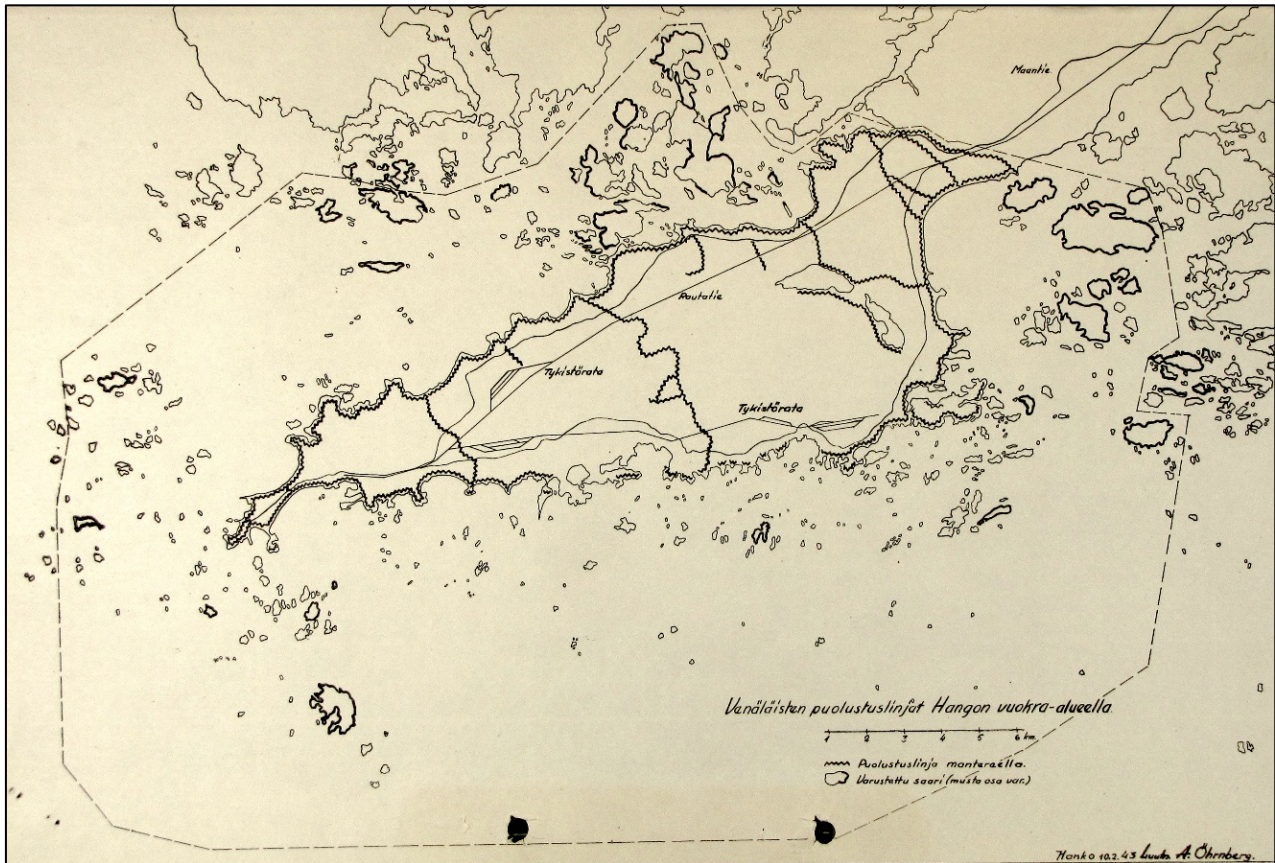 Maantie
Rautatie
Tykistörata
Tykistörata
Venäläisten puolustuslinjat Hangon vuokra-alueella.
1 2 3 4 5 6 km
Puolustuslinja mantereella.
Varustettu saari (musta osa var.)
Hanko 10.2.43 Luutn. A. Öhrnberg.